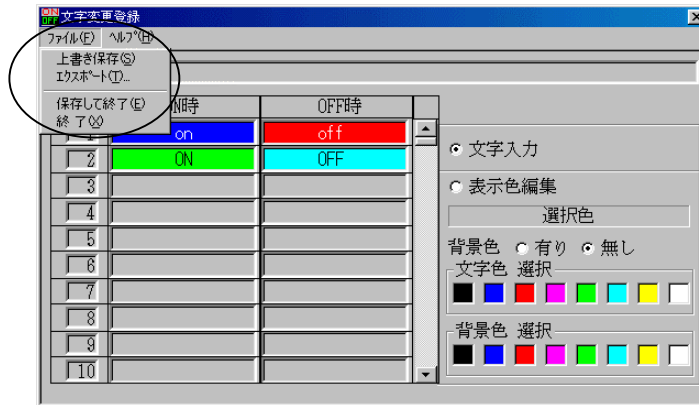 ON
OFF 文字変更登録
ファイル(F) ヘルプ(H)
上書き保存(S)
エクスポート(T)...
保存して終了(E)
終 了(X)
N時 OFF時
1 on off
2 ON OFF
3
4
5
6
7
8
9
10
文字入力
表示色編集
選択色
背景色 有り 無し
文字色 選択
背景色 選択